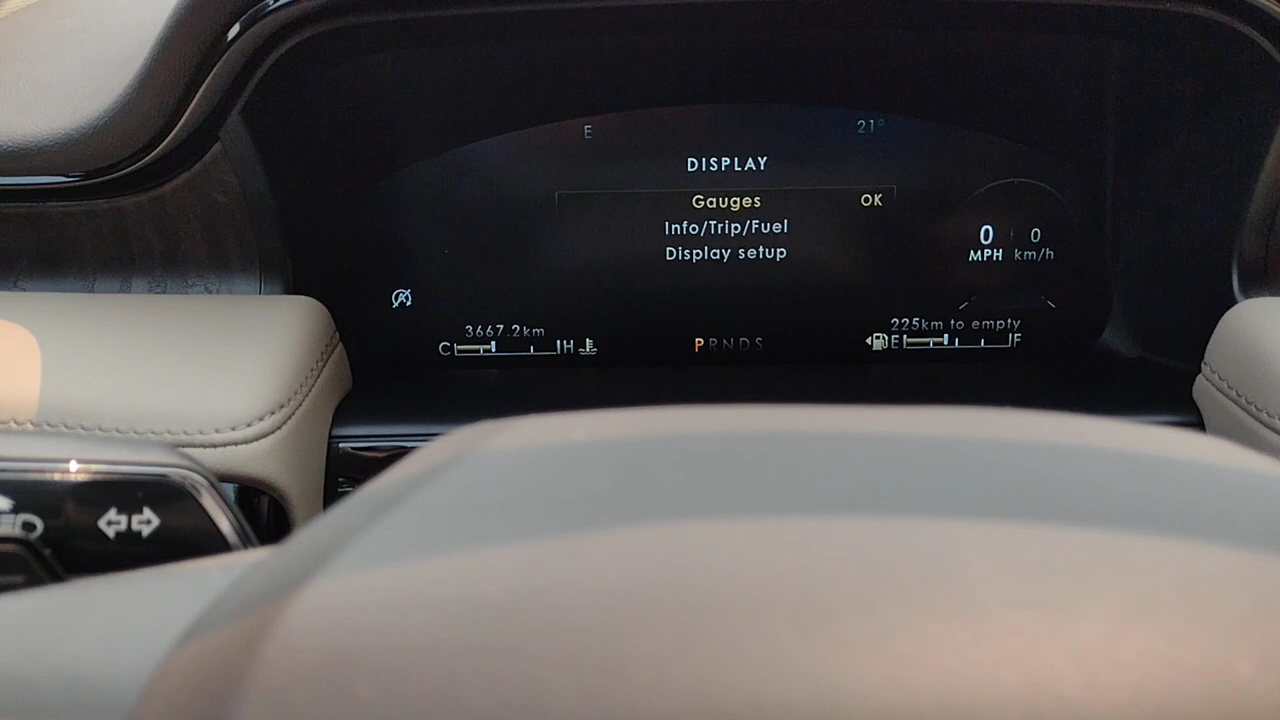 E 21°
DISPLAY
Gauges OK
Info/Trip/Fuel
Display setup
0 0
MPH km/h
3667.2km
225km to empty
C H
PRNDS
E F